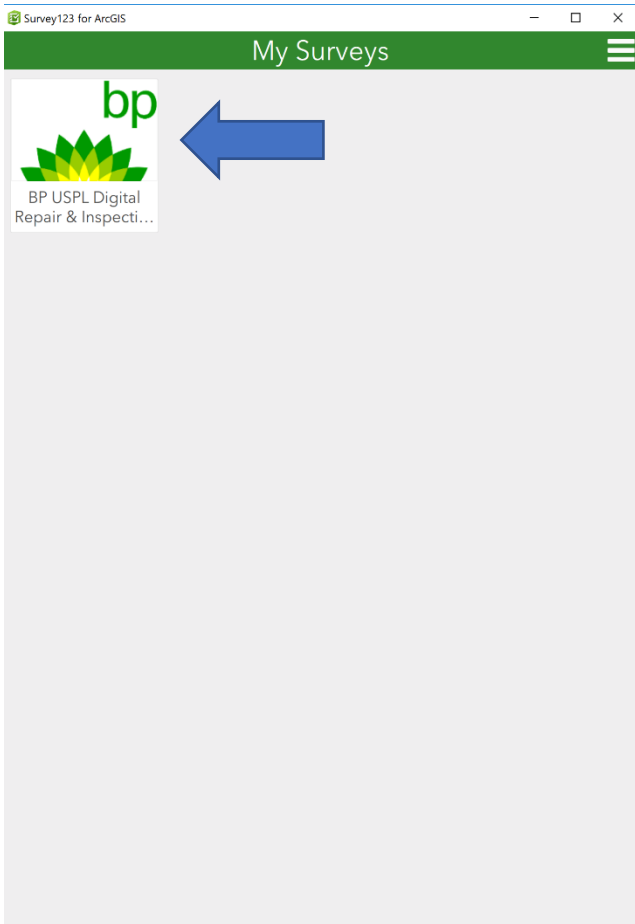 Survey123 for ArcGIS
My Surveys
bp
BP USPL Digital
Repair & Inspecti...